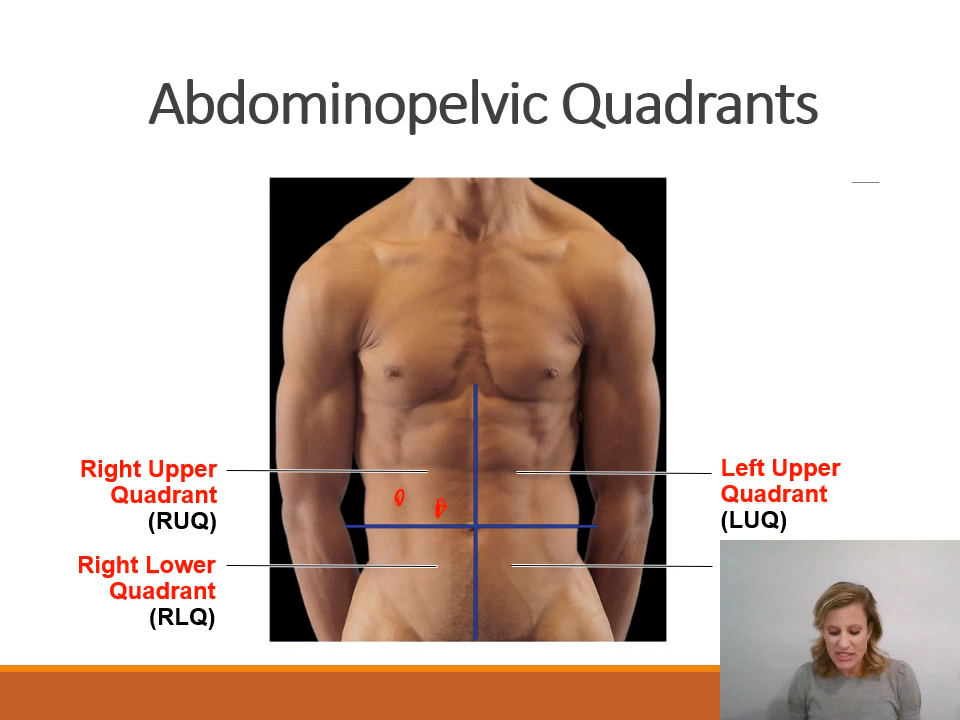 Abdominopelvic Quadrants
Right Upper
Quadrant
(RUQ)
Left Upper
Quadrant
(LUQ)
Right Lower
Quadrant
(RLQ)